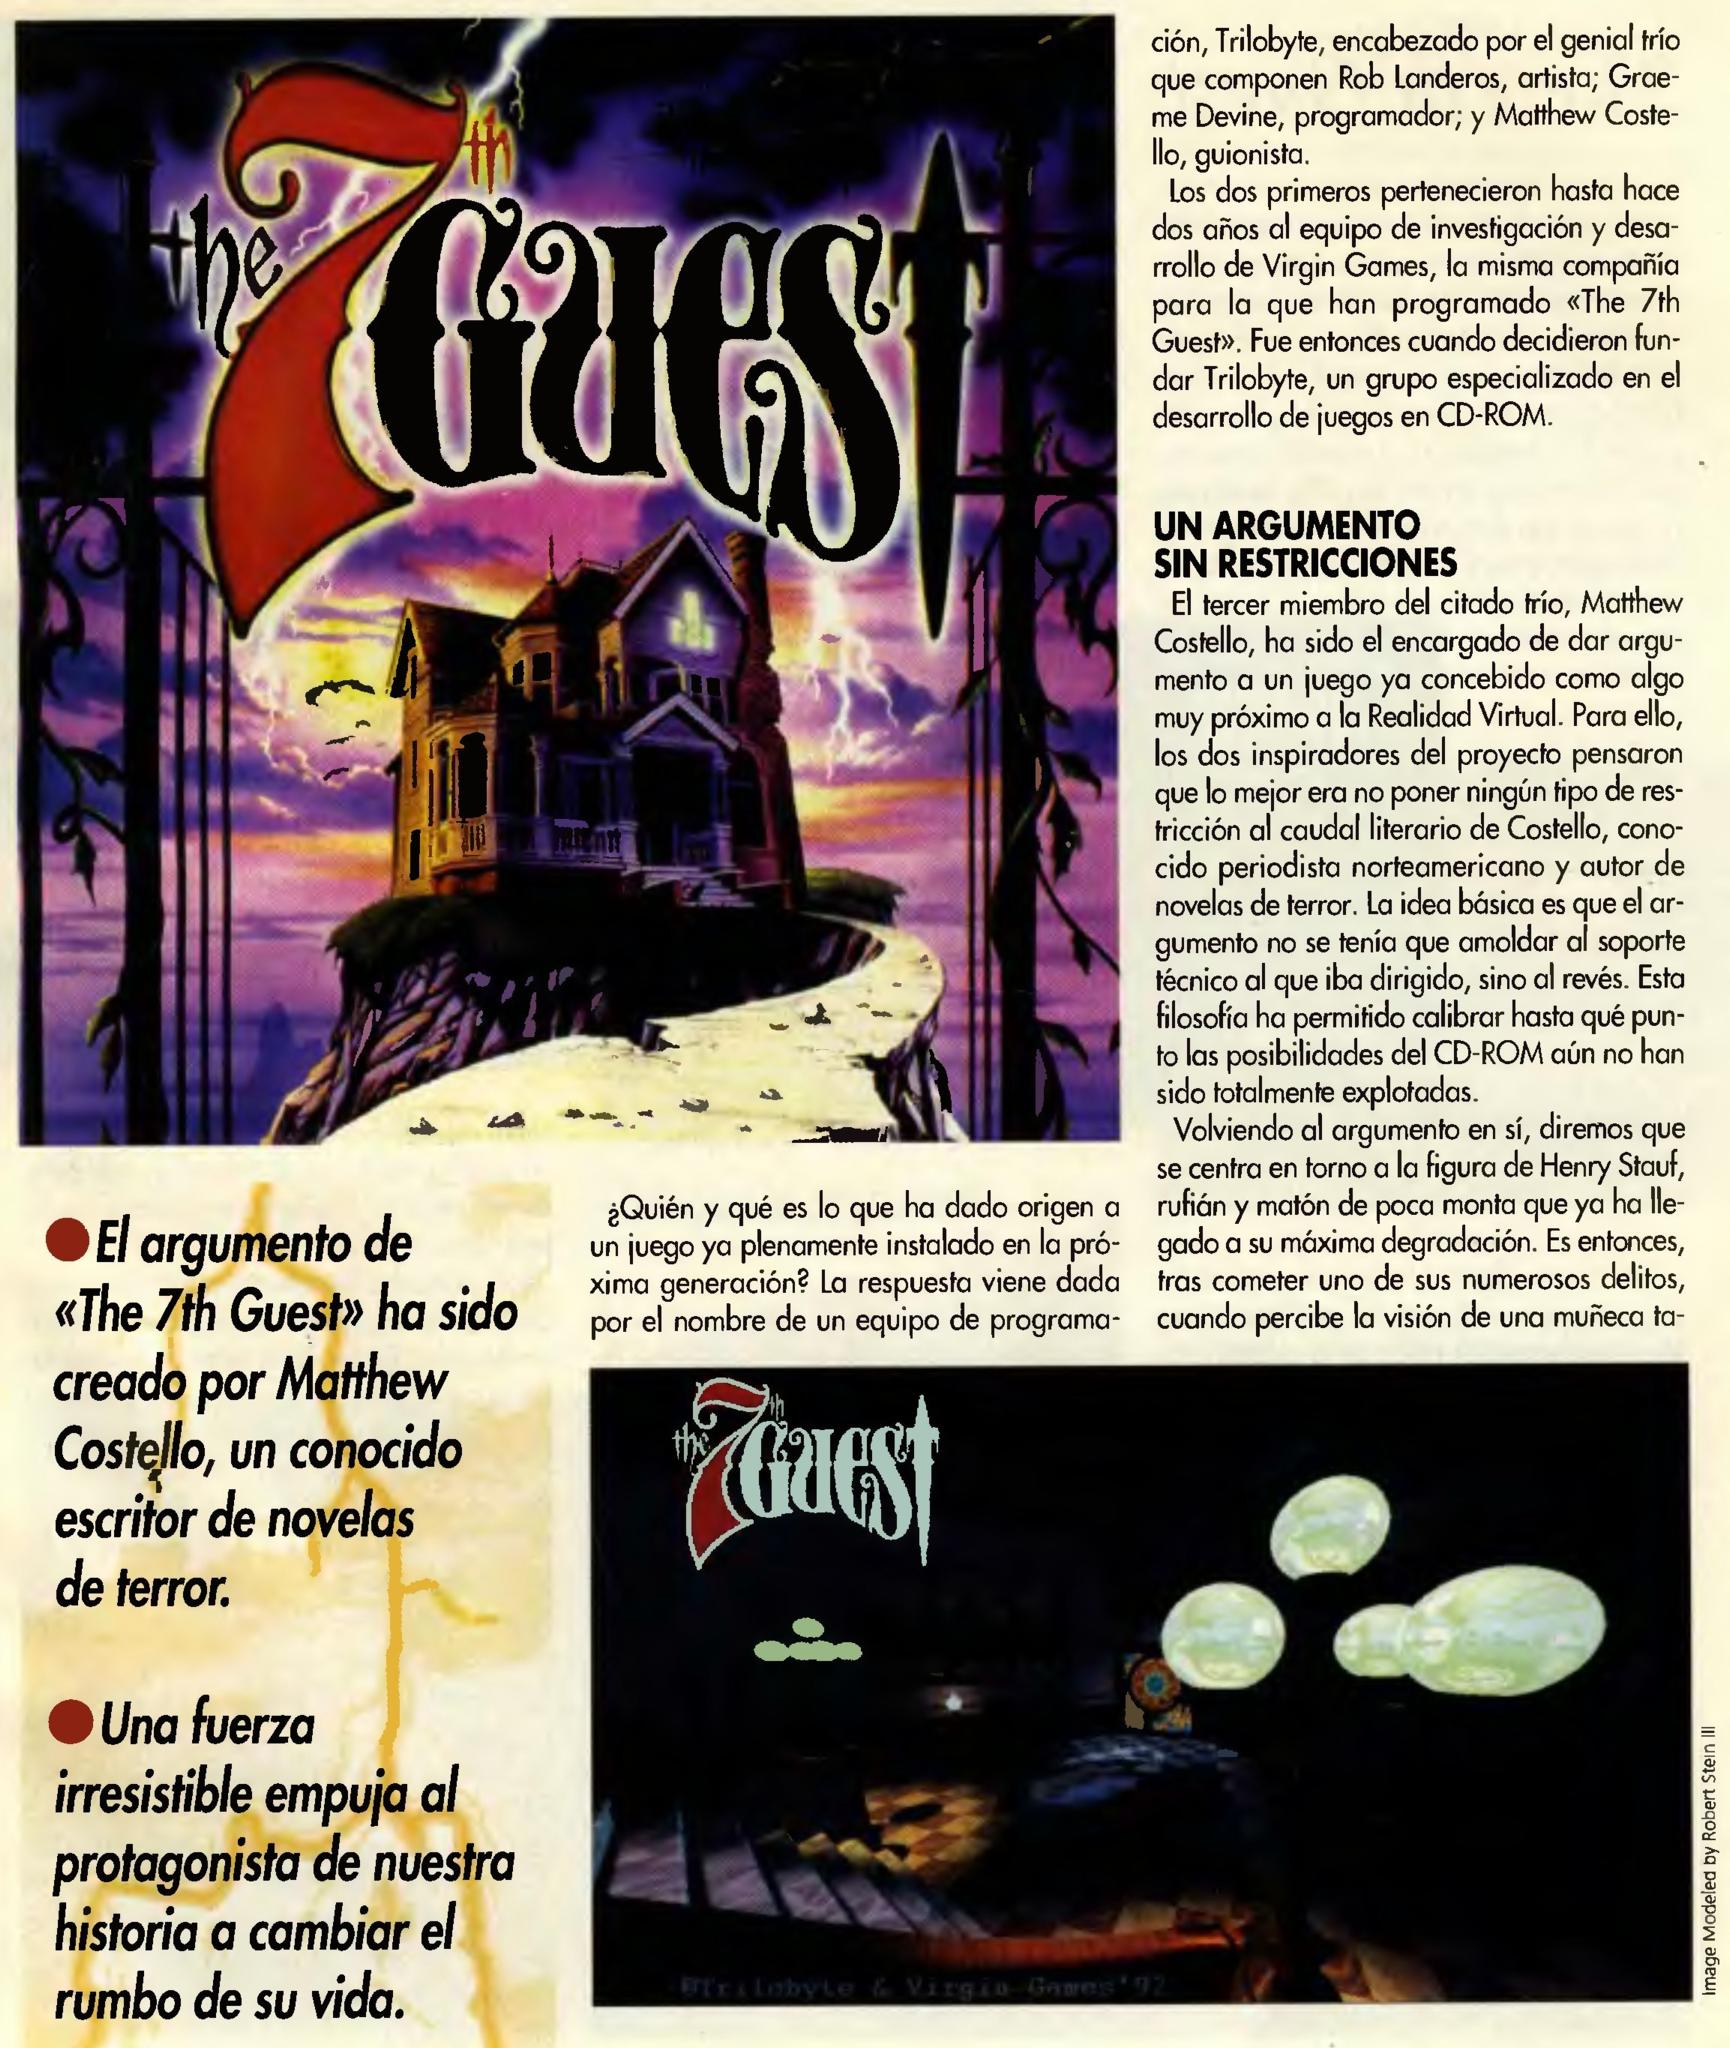 the 7th Guest
● El argumento de
«The 7th Guest» ha sido
creado por Matthew
Costello, un conocido
escritor de novelas
de terror.
● Una fuerza
irresistible empuja al
protagonista de nuestra
historia a cambiar el
rumbo de su vida.
¿Quién y qué es lo que ha dado origen a
un juego ya plenamente instalado en la pró-
xima generación? La respuesta viene dada
por el nombre de un equipo de programa-
ción, Trilobyte, encabezado por el genial trío
que componen Rob Landeros, artista; Grae-
me Devine, programador; y Matthew Coste-
llo, guionista.
Los dos primeros pertenecieron hasta hace
dos años al equipo de investigación y desa-
rrollo de Virgin Games, la misma compañía
para la que han programado «The 7th
Guest». Fue entonces cuando decidieron fun-
dar Trilobyte, un grupo especializado en el
desarrollo de juegos en CD-ROM.
UN ARGUMENTO
SIN RESTRICCIONES
El tercer miembro del citado trío, Matthew
Costello, ha sido el encargado de dar argu-
mento a un juego ya concebido como algo
muy próximo a la Realidad Virtual. Para ello,
los dos inspiradores del proyecto pensaron
que lo mejor era no poner ningún tipo de res-
tricción al caudal literario de Costello, cono-
cido periodista norteamericano y autor de
novelas de terror. La idea básica es que el ar-
gumento no se tenía que amoldar al soporte
técnico al que iba dirigido, sino al revés. Esta
filosofía ha permitido calibrar hasta qué pun-
to las posibilidades del CD-ROM aún no han
sido totalmente explotadas.
Volviendo al argumento en sí, diremos que
se centra en torno a la figura de Henry Stauf,
rufián y matón de poca monta que ya ha lle-
gado a su máxima degradación. Es entonces,
tras cometer uno de sus numerosos delitos,
cuando percibe la visión de una muñeca ta-
the 7th Guest
©Trilobyte & Virgin Games'92
Image Modeled by Robert Stein III